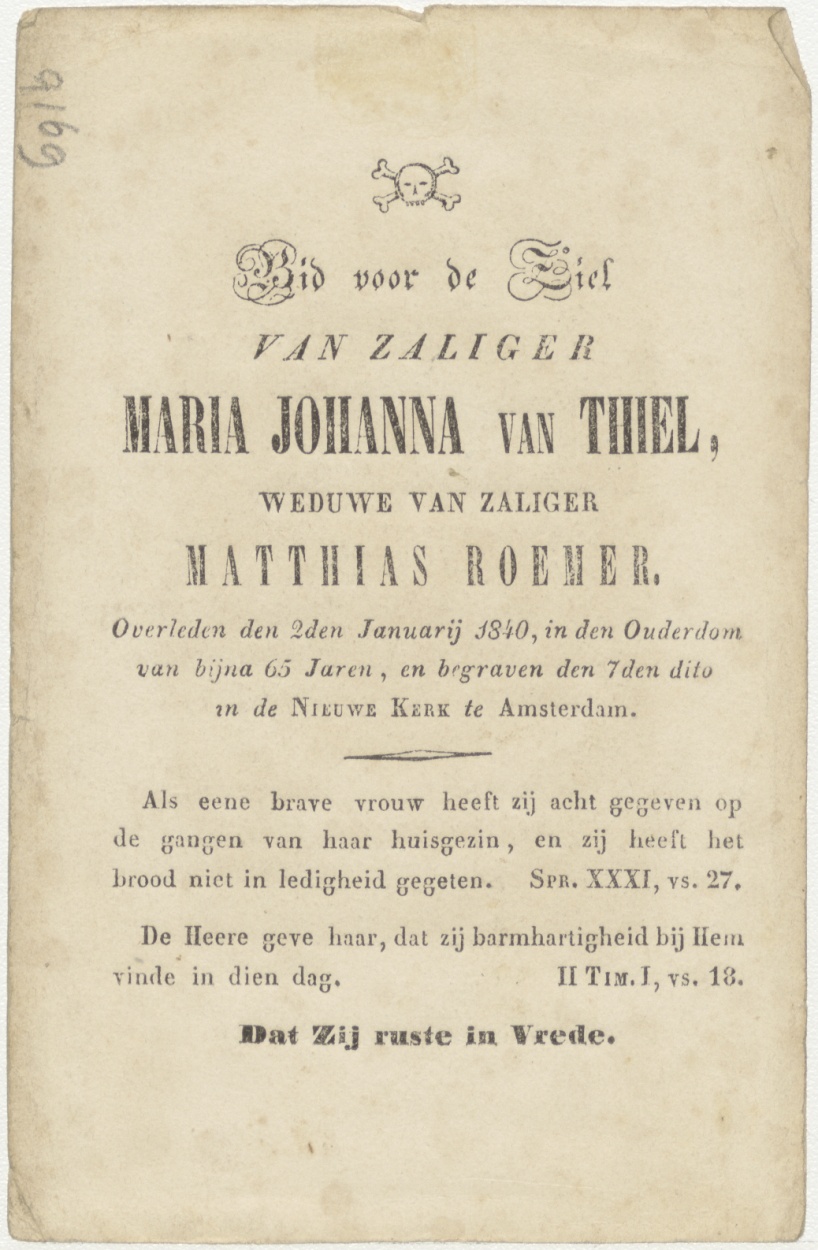 9169
Bid voor de Ziel
VAN ZALIGER
MARIA JOHANNA VAN THIEL,
WEDUWE VAN ZALIGER
MATTHIAS ROEMER.
Overleden den 2den Januarij 1840, in den Ouderdom
van bijna 65 Jaren, en begraven den 7den dito
in de NIEUWE KERK te Amsterdam.
Als eene brave vrouw heeft zij acht gegeven op
de gangen van haar huisgezin, en zij heeft het
brood niet in ledigheid gegeten. SPR. XXXI, vs. 27.
De Heere geve haar, dat zij barmhartigheid bij Hem
vinde in dien dag. II TIM. I, vs. 18.
Dat Zij ruste in Vrede.